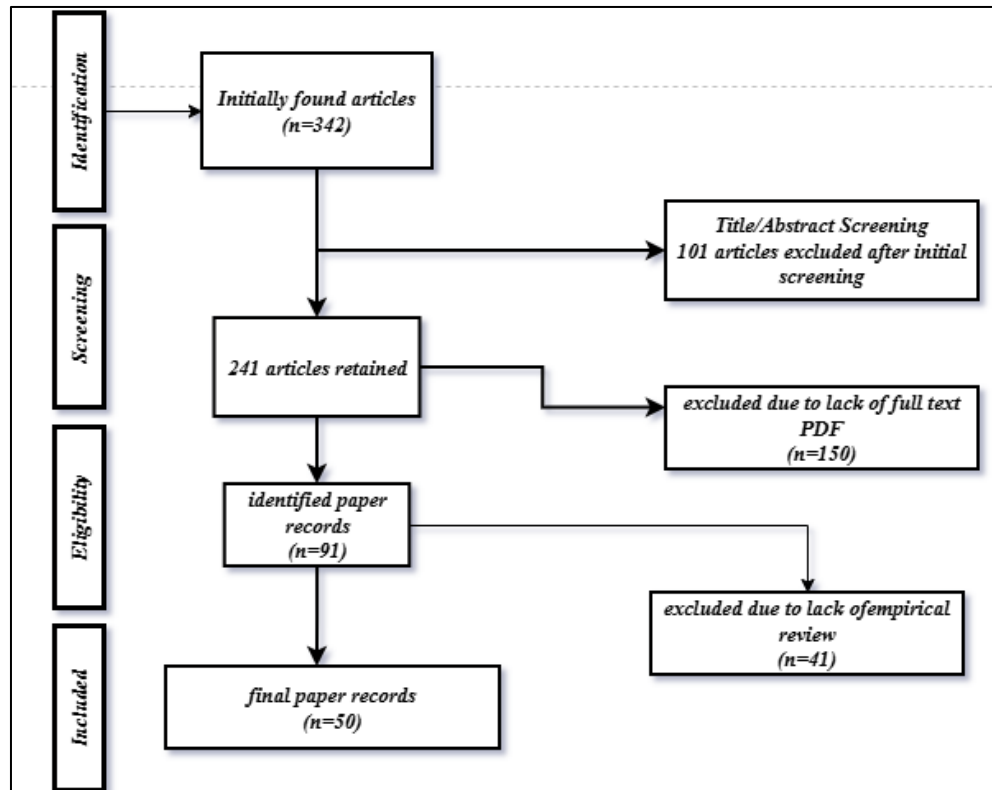 Identification
Initially found articles
(n=342)
Title/Abstract Screening
101 articles excluded after initial
screening
Screening
241 articles retained
excluded due to lack of full text
PDF
(n=150)
Eligibility
identified paper
records
(n=91)
excluded due to lack ofempirical
review
(n=41)
Included
final paper records
(n=50)